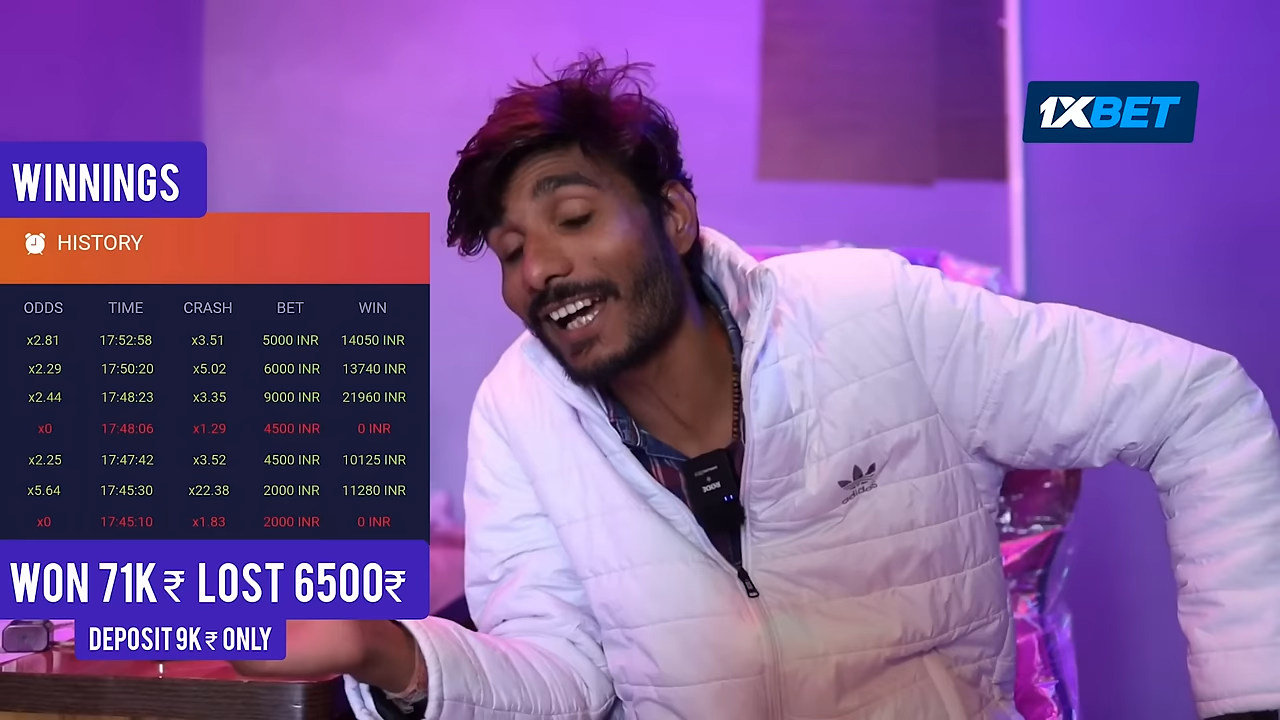 1XBET
WINNINGS
HISTORY
ODDS TIME CRASH BET WIN
x2.81 17:52:58 x3.51 5000 INR 14050 INR
x2.29 17:50:20 x5.02 6000 INR 13740 INR
x2.44 17:48:23 x3.35 9000 INR 21960 INR
x0 17:48:06 x1.29 4500 INR 0 INR
x2.25 17:47:42 x3.52 4500 INR 10125 INR
x5.64 17:45:30 x22.38 2000 INR 11280 INR
x0 17:45:10 x1.83 2000 INR 0 INR
WON 71K ₹ LOST 6500₹
DEPOSIT 9K ₹ ONLY
RODE
adidas